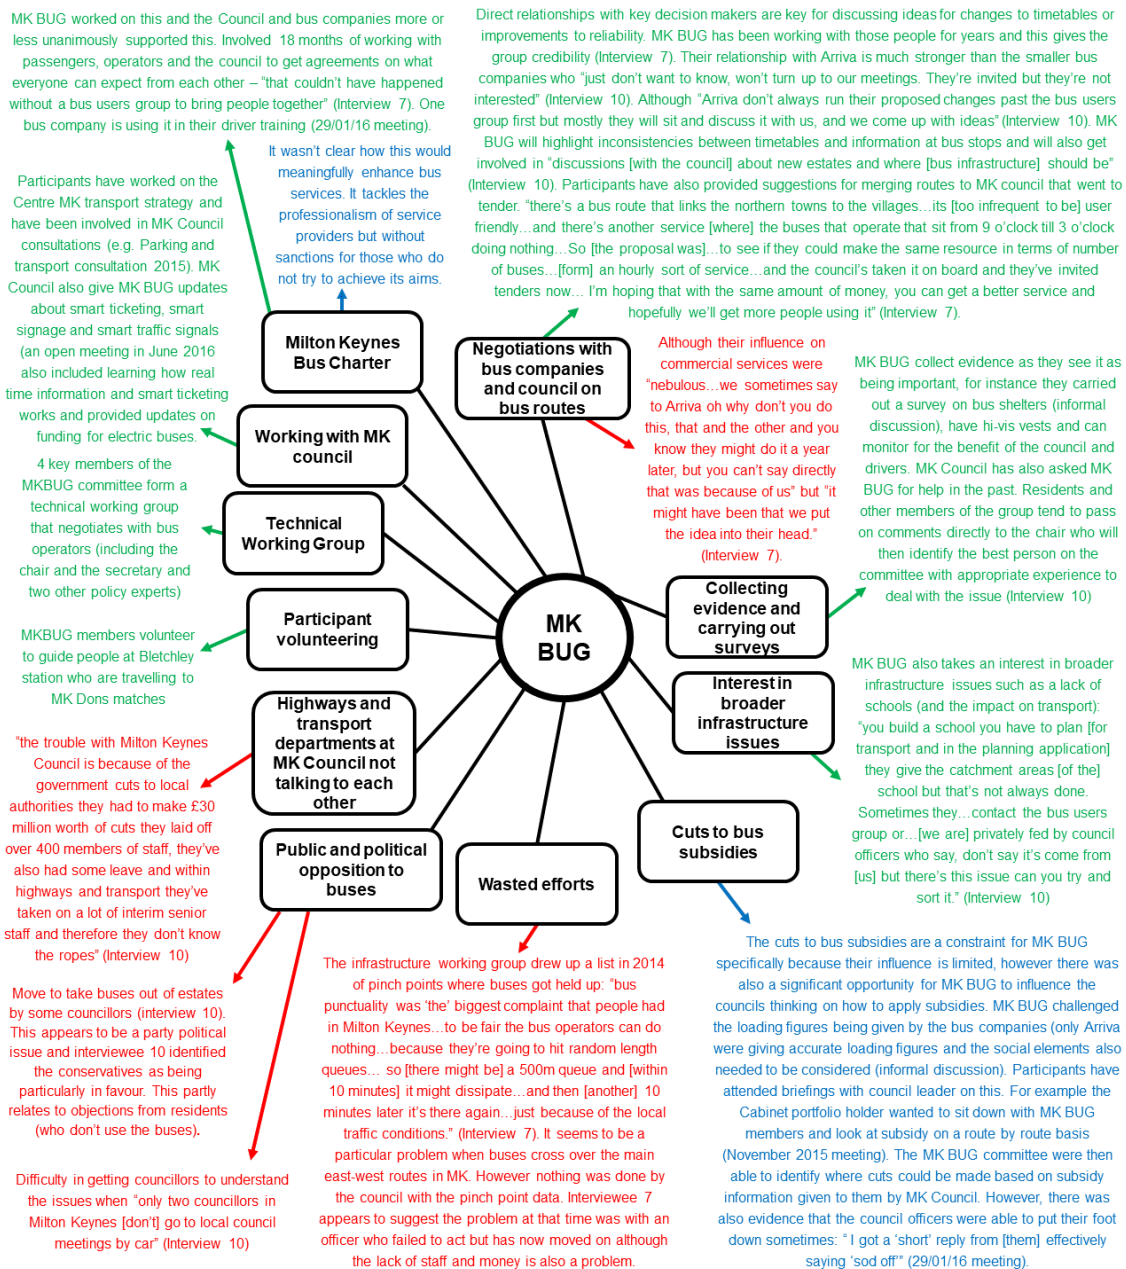 MK BUG worked on this and the Council and bus companies more or
less unanimously supported this. Involved 18 months of working with
passengers, operators and the council to get agreements on what
everyone can expect from each other – “that couldn’t have happened
without a bus users group to bring people together” (Interview 7). One
bus company is using it in their driver training (29/01/16 meeting).
Direct relationships with key decision makers are key for discussing ideas for changes to timetables or
improvements to reliability. MK BUG has been working with those people for years and this gives the
group credibility (Interview 7). Their relationship with Arriva is much stronger than the smaller bus
companies who “just don’t want to know, won’t turn up to our meetings. They’re invited but they’re not
interested” (Interview 10). Although “Arriva don’t always run their proposed changes past the bus users
group first but mostly they will sit and discuss it with us, and we come up with ideas” (Interview 10). MK
BUG will highlight inconsistencies between timetables and information at bus stops and will also get
involved in “discussions [with the council] about new estates and where [bus infrastructure] should be”
(Interview 10). Participants have also provided suggestions for merging routes to MK council that went to
tender. “there’s a bus route that links the northern towns to the villages…its [too infrequent to be] user
friendly…and there’s another service [where] the buses that operate that sit from 9 o’clock till 3 o’clock
doing nothing…So [the proposal was]…to see if they could make the same resource in terms of number
of buses…[form] an hourly sort of service…and the council’s taken it on board and they’ve invited
tenders now… I’m hoping that with the same amount of money, you can get a better service and
hopefully we’ll get more people using it” (Interview 7).
It wasn’t clear how this would
meaningfully enhance bus
services. It tackles the
professionalism of service
providers but without
sanctions for those who do
not try to achieve its aims.
Participants have worked on the
Centre MK transport strategy and
have been involved in MK Council
consultations (e.g. Parking and
transport consultation 2015). MK
Council also give MK BUG updates
about smart ticketing, smart
signage and smart traffic signals
(an open meeting in June 2016
also included learning how real
time information and smart ticketing
works and provided updates on
funding for electric buses.
Milton Keynes
Bus Charter
Negotiations with
bus companies
and council on
bus routes
Although their influence on
commercial services were
“nebulous…we sometimes say
to Arriva oh why don’t you do
this, that and the other and you
know they might do it a year
later, but you can’t say directly
that was because of us” but “it
might have been that we put
the idea into their head.”
(Interview 7).
MK BUG collect evidence as they see it as
being important, for instance they carried
out a survey on bus shelters (informal
discussion), have hi-vis vests and can
monitor for the benefit of the council and
drivers. MK Council has also asked MK
BUG for help in the past. Residents and
other members of the group tend to pass
on comments directly to the chair who will
then identify the best person on the
committee with appropriate experience to
deal with the issue (Interview 10)
Working with MK
council
4 key members of the
MKBUG committee form a
technical working group
that negotiates with bus
operators (including the
chair and the secretary and
two other policy experts)
Technical
Working Group
MK
BUG
Collecting
evidence and
carrying out
surveys
Participant
volunteering
MKBUG members volunteer
to guide people at Bletchley
station who are travelling to
MK Dons matches
Interest in
broader
infrastructure
issues
MK BUG also takes an interest in broader
infrastructure issues such as a lack of
schools (and the impact on transport):
“you build a school you have to plan [for
transport and in the planning application]
they give the catchment areas [of the]
school but that’s not always done.
Sometimes they…contact the bus users
group or…[we are] privately fed by council
officers who say, don’t say it’s come from
[us] but there’s this issue can you try and
sort it.” (Interview 10)
Highways and
transport
departments at
MK Council not
talking to each
other
“the trouble with Milton Keynes
Council is because of the
government cuts to local
authorities they had to make £30
million worth of cuts they laid off
over 400 members of staff, they’ve
also had some leave and within
highways and transport they’ve
taken on a lot of interim senior
staff and therefore they don’t know
the ropes” (Interview 10)
Cuts to bus
subsidies
Public and political
opposition to
buses
Wasted efforts
Move to take buses out of estates
by some councillors (interview 10).
This appears to be a party political
issue and interviewee 10 identified
the conservatives as being
particularly in favour. This partly
relates to objections from residents
(who don’t use the buses).
Difficulty in getting councillors to understand
the issues when “only two councillors in
Milton Keynes [don’t] go to local council
meetings by car” (Interview 10)
The infrastructure working group drew up a list in 2014
of pinch points where buses got held up: “bus
punctuality was ‘the’ biggest complaint that people had
in Milton Keynes…to be fair the bus operators can do
nothing…because they’re going to hit random length
queues… so [there might be] a 500m queue and [within
10 minutes] it might dissipate…and then [another] 10
minutes later it’s there again…just because of the local
traffic conditions.” (Interview 7). It seems to be a
particular problem when buses cross over the main
east-west routes in MK. However nothing was done by
the council with the pinch point data. Interviewee 7
appears to suggest the problem at that time was with an
officer who failed to act but has now moved on although
the lack of staff and money is also a problem.
The cuts to bus subsidies are a constraint for MK BUG
specifically because their influence is limited, however there was
also a significant opportunity for MK BUG to influence the
councils thinking on how to apply subsidies. MK BUG challenged
the loading figures being given by the bus companies (only Arriva
were giving accurate loading figures and the social elements also
needed to be considered (informal discussion). Participants have
attended briefings with council leader on this. For example the
Cabinet portfolio holder wanted to sit down with MK BUG
members and look at subsidy on a route by route basis
(November 2015 meeting). The MK BUG committee were then
able to identify where cuts could be made based on subsidy
information given to them by MK Council. However, there was
also evidence that the council officers were able to put their foot
down sometimes: “ I got a ‘short’ reply from [them] effectively
saying ‘sod off’” (29/01/16 meeting).